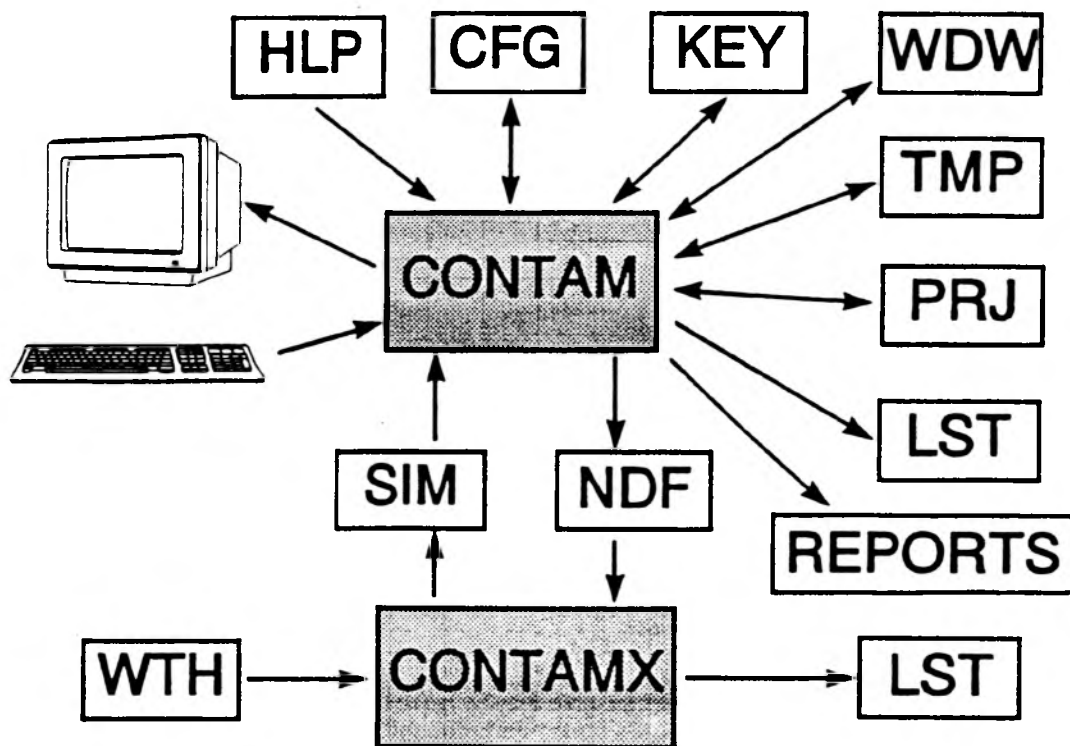 HLP
CFG
KEY
WDW
TMP
CONTAM
PRJ
LST
SIM
NDF
REPORTS
WTH
CONTAMX
LST